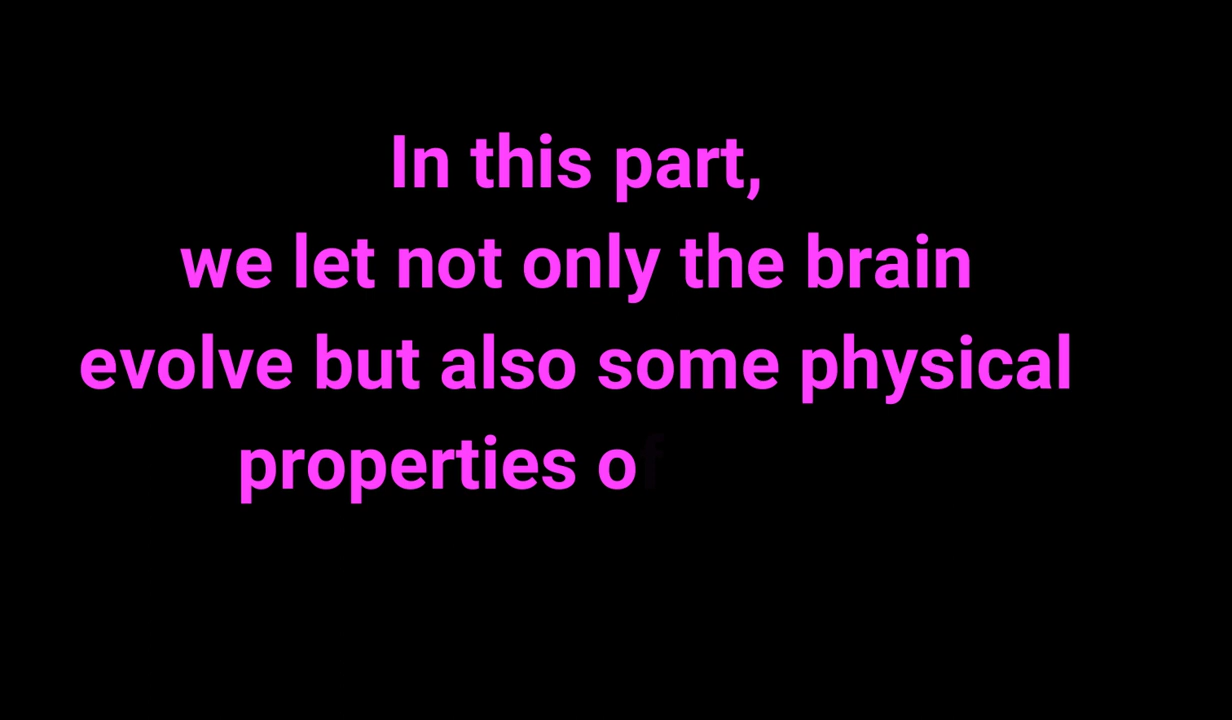 In this part,
we let not only the brain
evolve but also some physical
properties of